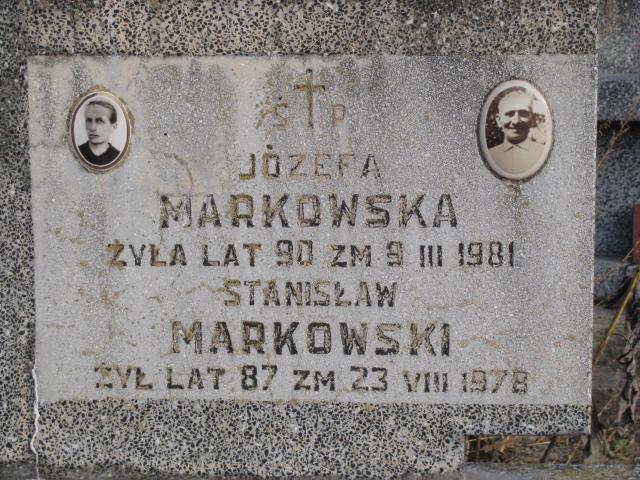 Ś P
JÓZEFA
MARKOWSKA
ŻYŁA LAT 90 ZM 9 III 1981
STANISŁAW
MARKOWSKI
ŻYŁ LAT 87 ZM 23 VIII 1978